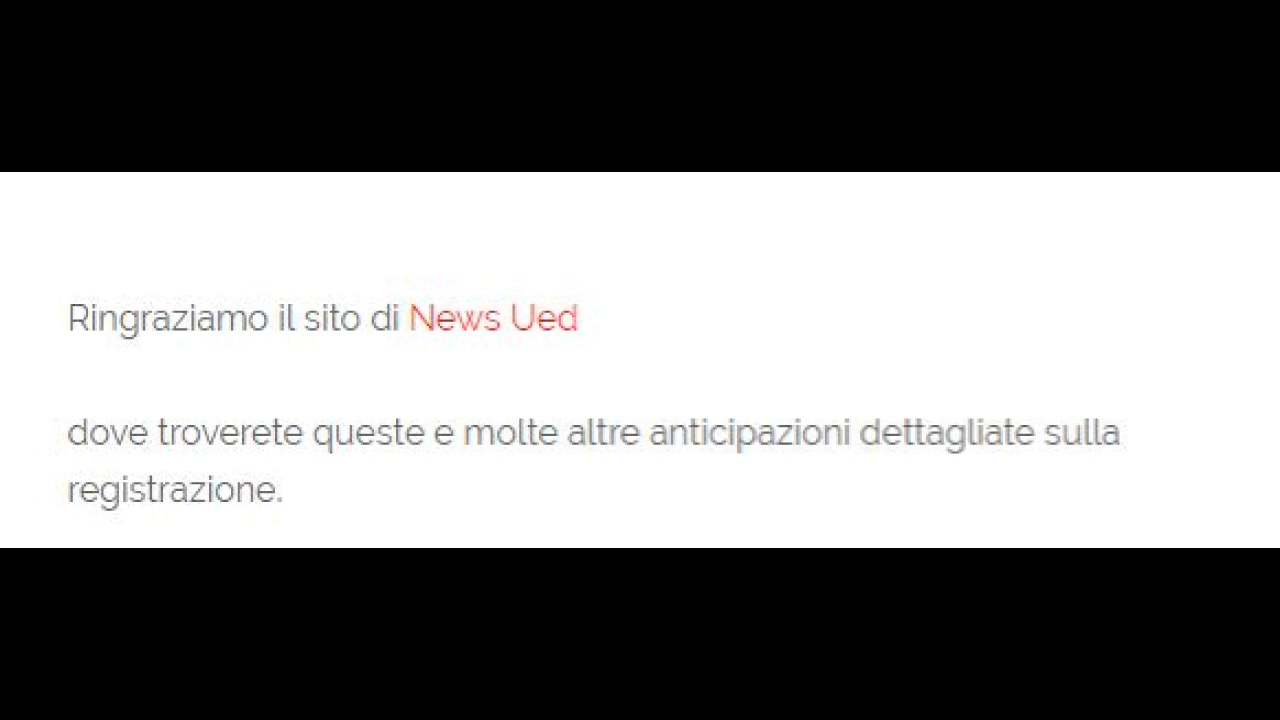 Ringraziamo il sito di News Ued
dove troverete queste e molte altre anticipazioni dettagliate sulla
registrazione.